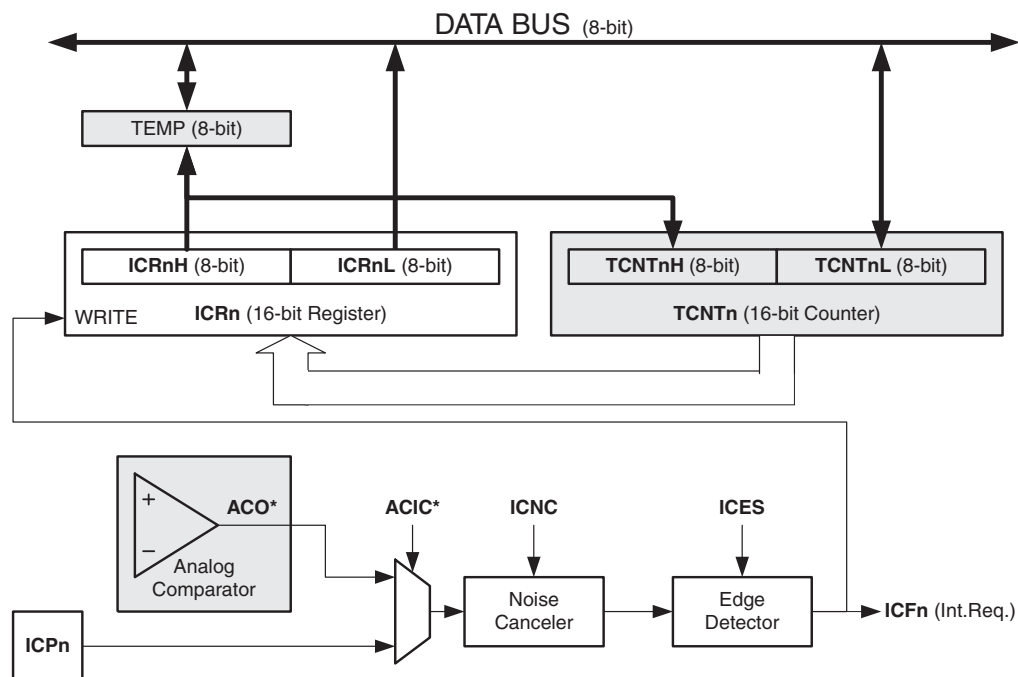 DATA BUS (8-bit)
TEMP (8-bit)
ICRnH (8-bit)
ICRnL (8-bit)
TCNTnH (8-bit)
TCNTnL (8-bit)
WRITE
ICRn (16-bit Register)
TCNTn (16-bit Counter)
+
−
ACO*
Analog
Comparator
ACIC*
ICNC
ICES
Noise
Canceler
Edge
Detector
ICFn (Int.Req.)
ICPn